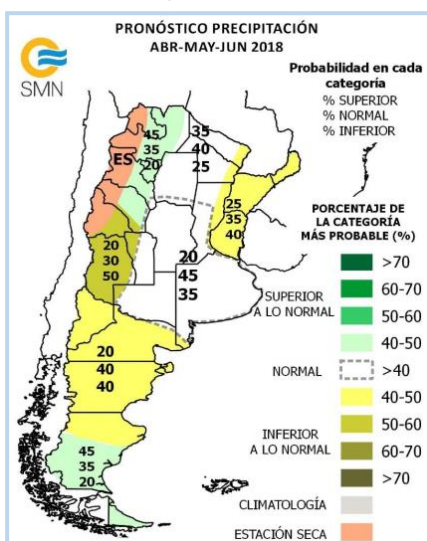 PRONÓSTICO PRECIPITACIÓN
ABR-MAY-JUN 2018
SMN
Probabilidad en cada
categoría
% SUPERIOR
% NORMAL
% INFERIOR
45
35
20
ES
35
40
25
25
35
40
20
30
50
20
45
35
20
40
40
45
35
20
PORCENTAJE DE
LA CATEGORÍA
MÁS PROBABLE (%)
>70
60-70
SUPERIOR
A LO NORMAL
50-60
40-50
NORMAL
>40
40-50
INFERIOR
A LO NORMAL
50-60
60-70
>70
CLIMATOLOGÍA
ESTACIÓN SECA